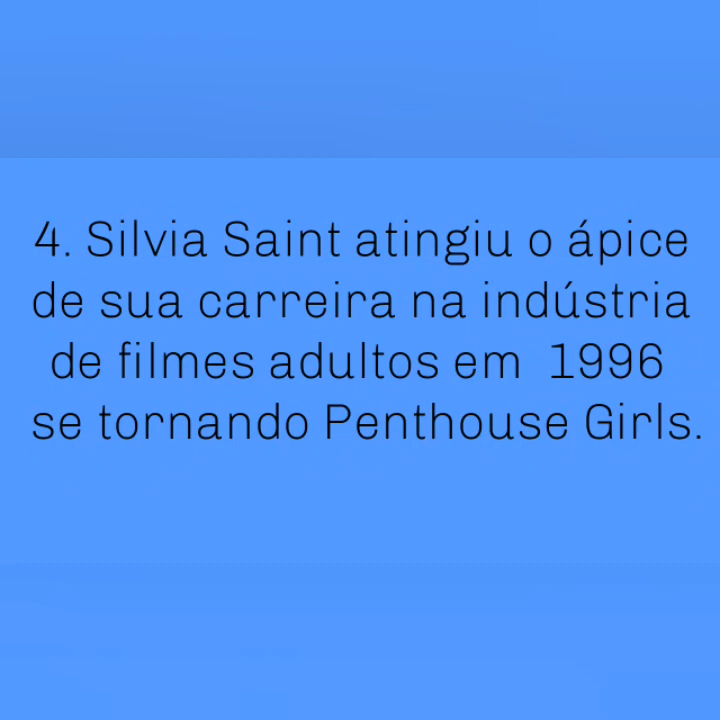 4. Silvia Saint atingiu o ápice
de sua carreira na indústria
de filmes adultos em 1996
se tornando Penthouse Girls.